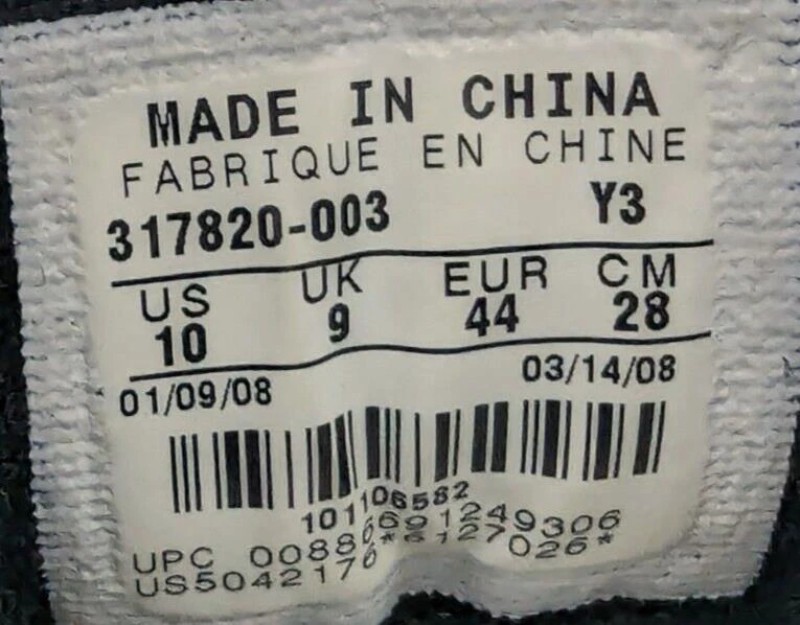 MADE IN CHINA
FABRIQUE EN CHINE
317820-003 Y3
US UK EUR CM
10 9 44 28
01/09/08 03/14/08
101106582
UPC